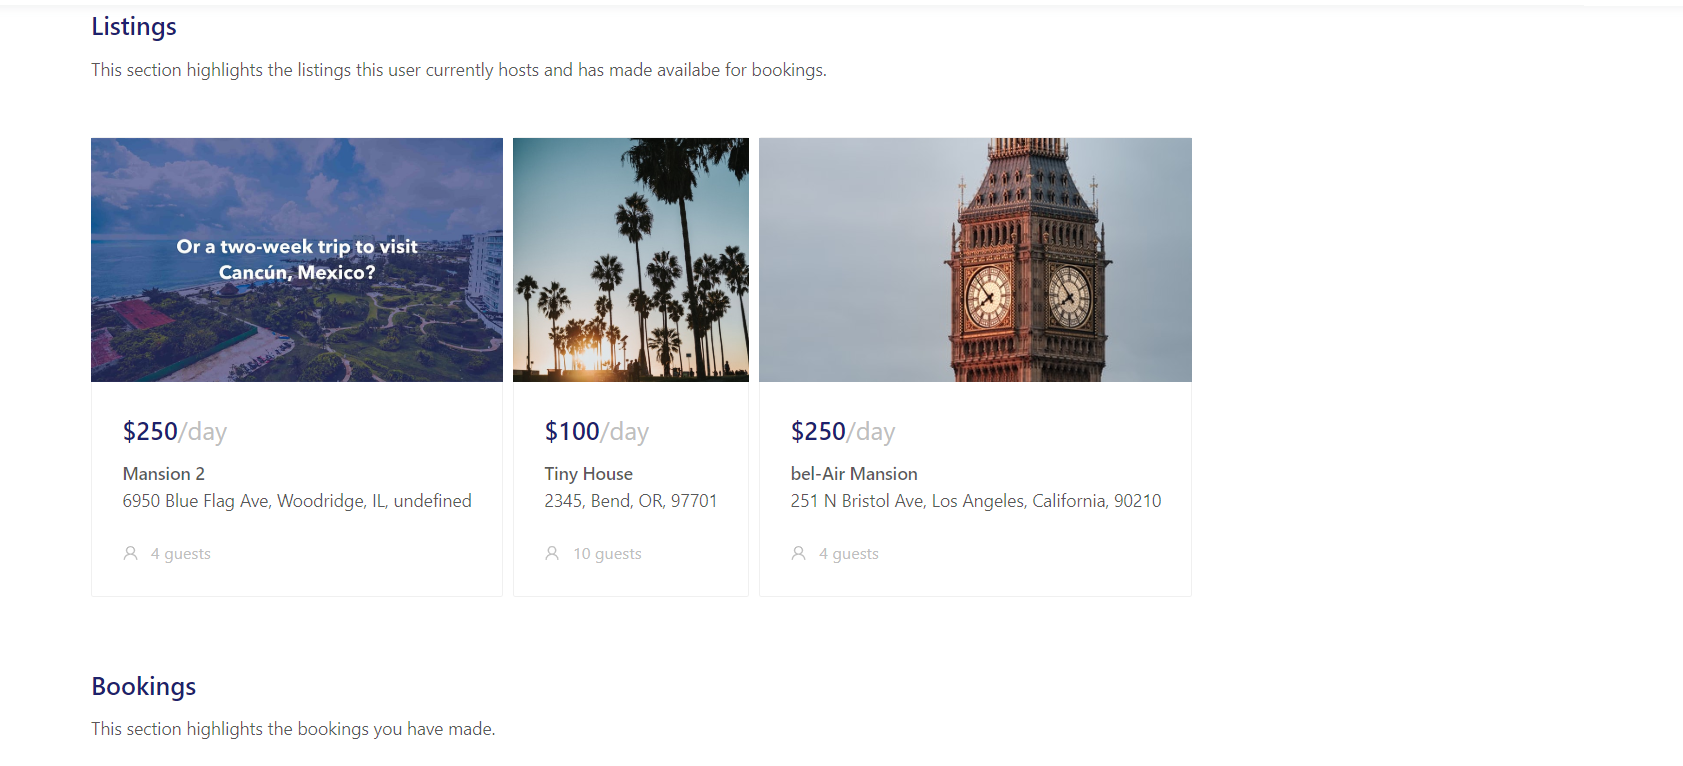 Listings
This section highlights the listings this user currently hosts and has made availabe for bookings.
Or a two-week trip to visit
Cancún, Mexico?
$250/day
Mansion 2
6950 Blue Flag Ave, Woodridge, IL, undefined
4 guests
$100/day
Tiny House
2345, Bend, OR, 97701
10 guests
$250/day
bel-Air Mansion
251 N Bristol Ave, Los Angeles, California, 90210
4 guests
Bookings
This section highlights the bookings you have made.